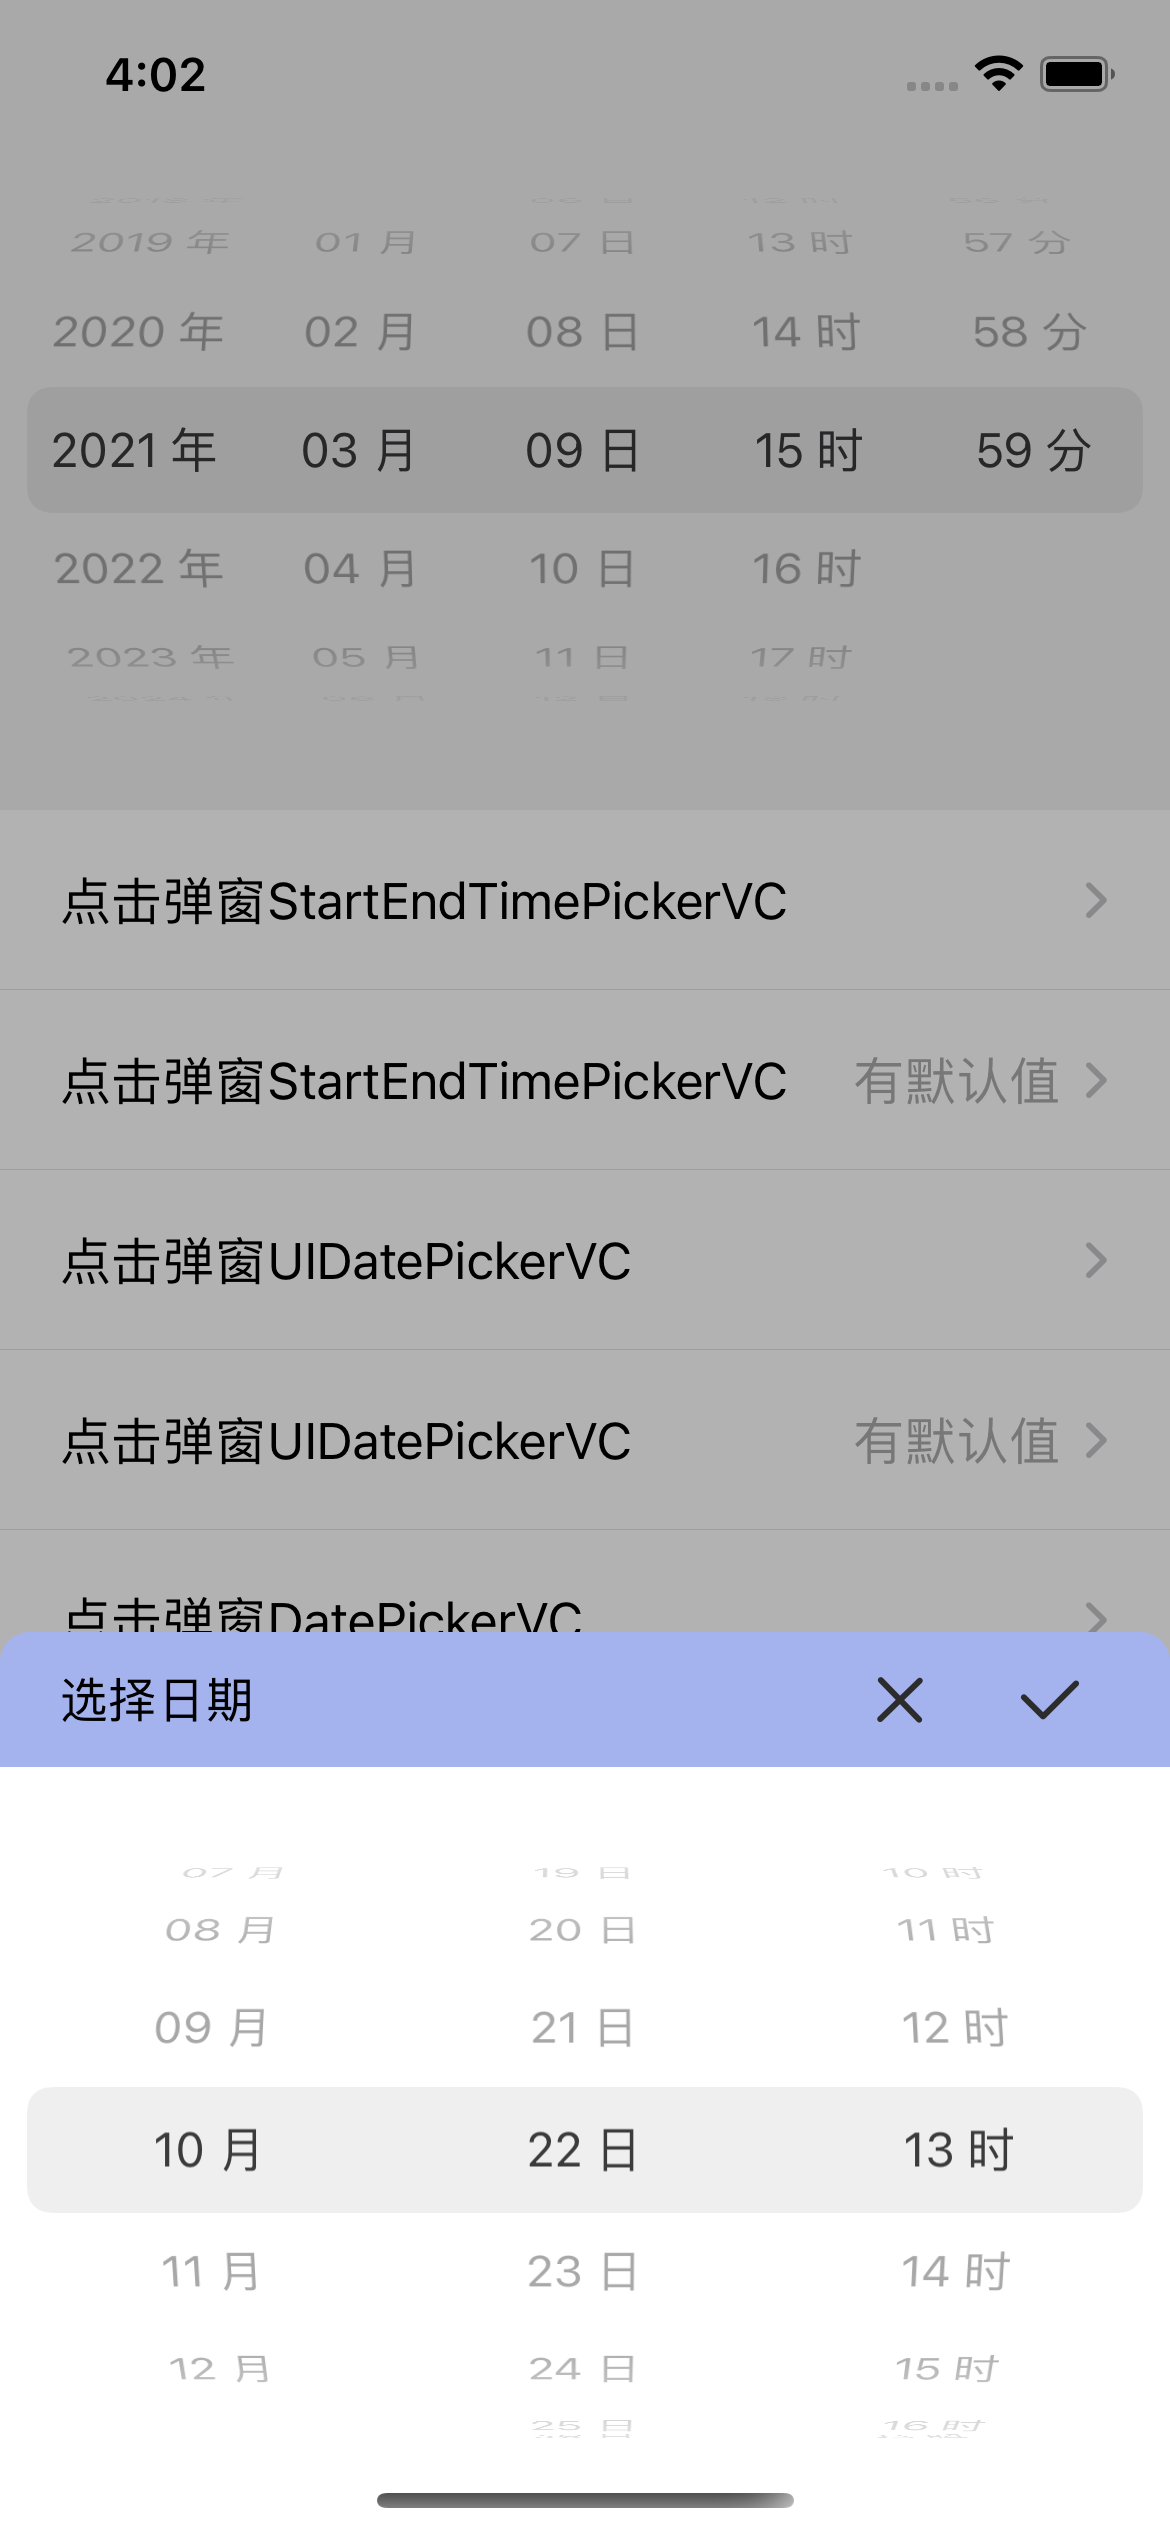 4:02
2019 年 01 月 07 日 13 时 57 分
2020 年 02 月 08 日 14 时 58 分
2021 年 03 月 09 日 15 时 59 分
2022 年 04 月 10 日 16 时
2023 年 05 月 11 日 17 时
点击弹窗StartEndTimePickerVC
点击弹窗StartEndTimePickerVC 有默认值
点击弹窗UIDatePickerVC
点击弹窗UIDatePickerVC 有默认值
点击弹窗DatePickerVC
选择日期
07 月 19 日 10 时
08 月 20 日 11 时
09 月 21 日 12 时
10 月 22 日 13 时
11 月 23 日 14 时
12 月 24 日 15 时
25 日 16 时